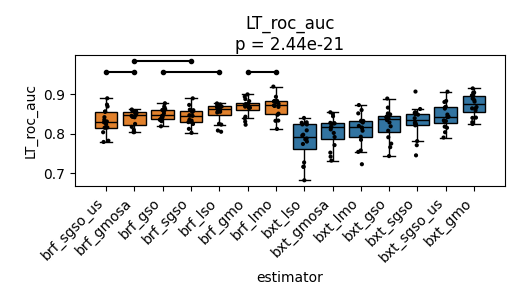 LT_roc_auc
p = 2.44e-21
LT_roc_auc
0.9
0.8
0.7
brf_sgso_us
brf_gmosa
brf_gso
brf_sgso
brf_lso
brf_gmo
brf_lmo
bxt_lso
bxt_gmosa
bxt_lmo
bxt_gso
bxt_sgso
bxt_sgso_us
bxt_gmo
estimator